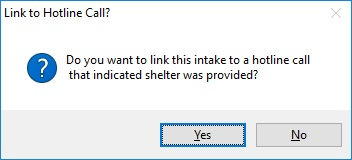 Link to Hotline Call?
Do you want to link this intake to a hotline call
that indicated shelter was provided?
Yes
No